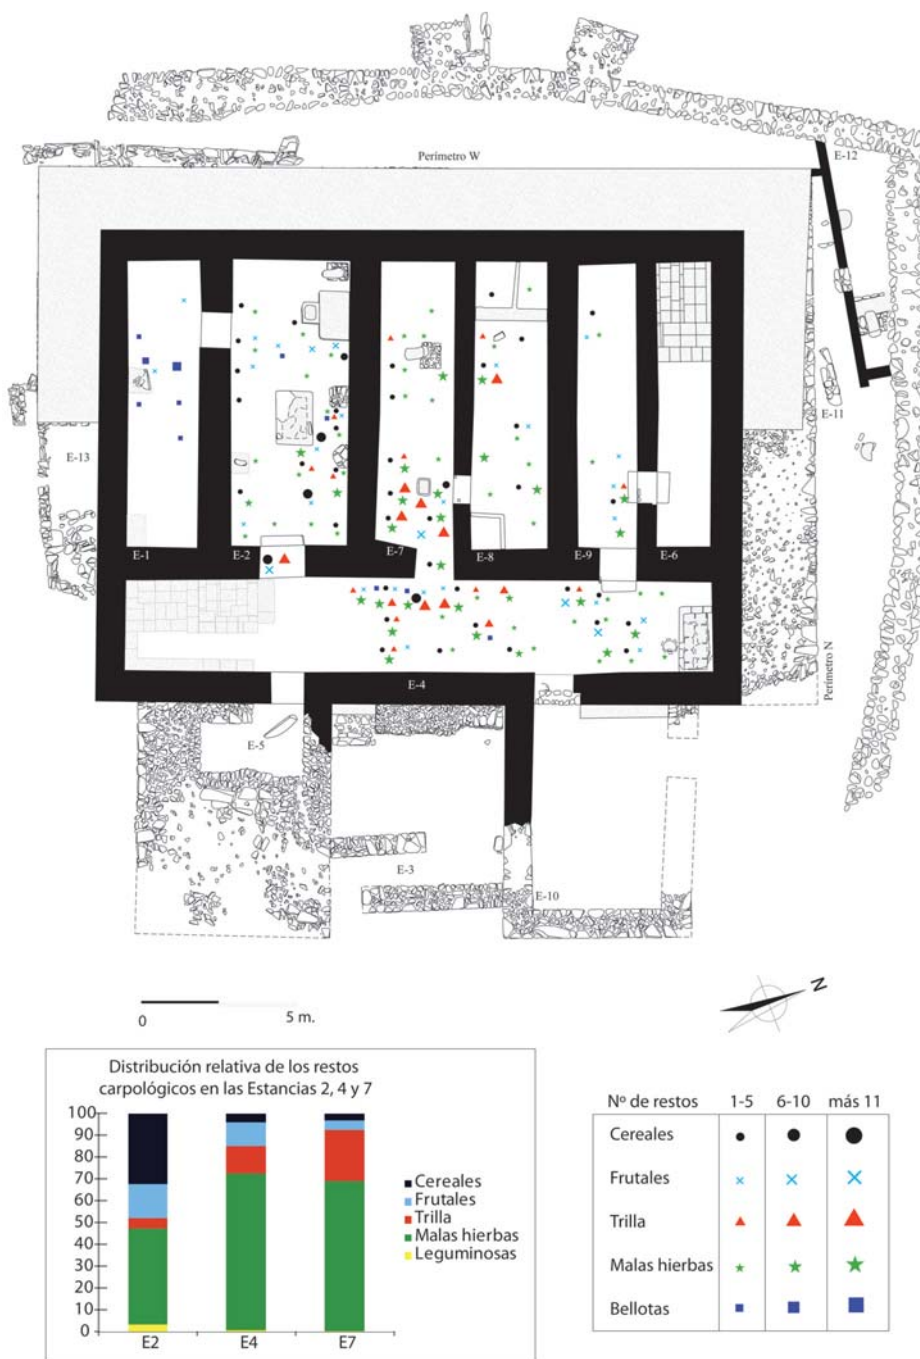 Perímetro W
E-12
E-11
E-13
E-1
E-2
E-7
E-8
E-9
E-6
Perímetro N
E-4
E-5
E-3
E-10
0 5 m.
N
Distribución relativa de los restos
carpológicos en las Estancias 2, 4 y 7
100
90
80
70
60
50
40
30
20
10
0
E2 E4 E7
Cereales
Frutales
Trilla
Malas hierbas
Leguminosas
Nº de restos 1-5 6-10 más 11
Cereales
Frutales
Trilla
Malas hierbas
Bellotas